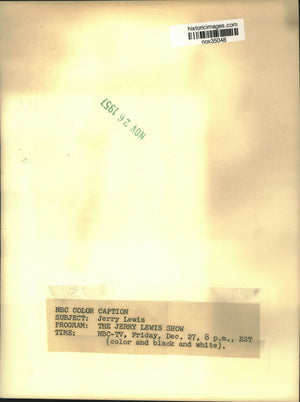 historicimages.com
nox35048
NOV 26 1957
NBC COLOR CAPTION
SUBJECT: Jerry Lewis
PROGRAM: THE JERRY LEWIS SHOW
TIME: NBC-TV, Friday, Dec. 27, 8 p.m., EST
(color and black and white).